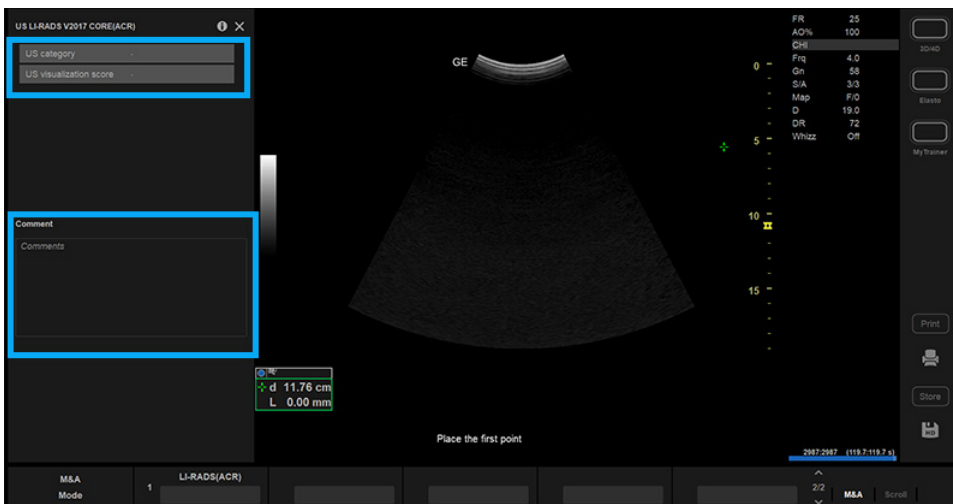 US LI-RADS V2017 CORE(ACR)
US category -
US visualization score -
Comment
Comments
GE
0
5
10
15
FR 25
AO% 100
CHI
Frq 4.0
Gn 58
S/A 3/3
Map F/0
D 19.0
DR 72
Whizz Off
3D/4D
Elasto
MyTrainer
Print
Store
HD
d 11.76 cm
L 0.00 mm
Place the first point
2987:2987 (119.7:119.7 s)
M&A
Mode
1 LI-RADS(ACR)
2/2
M&A Scroll